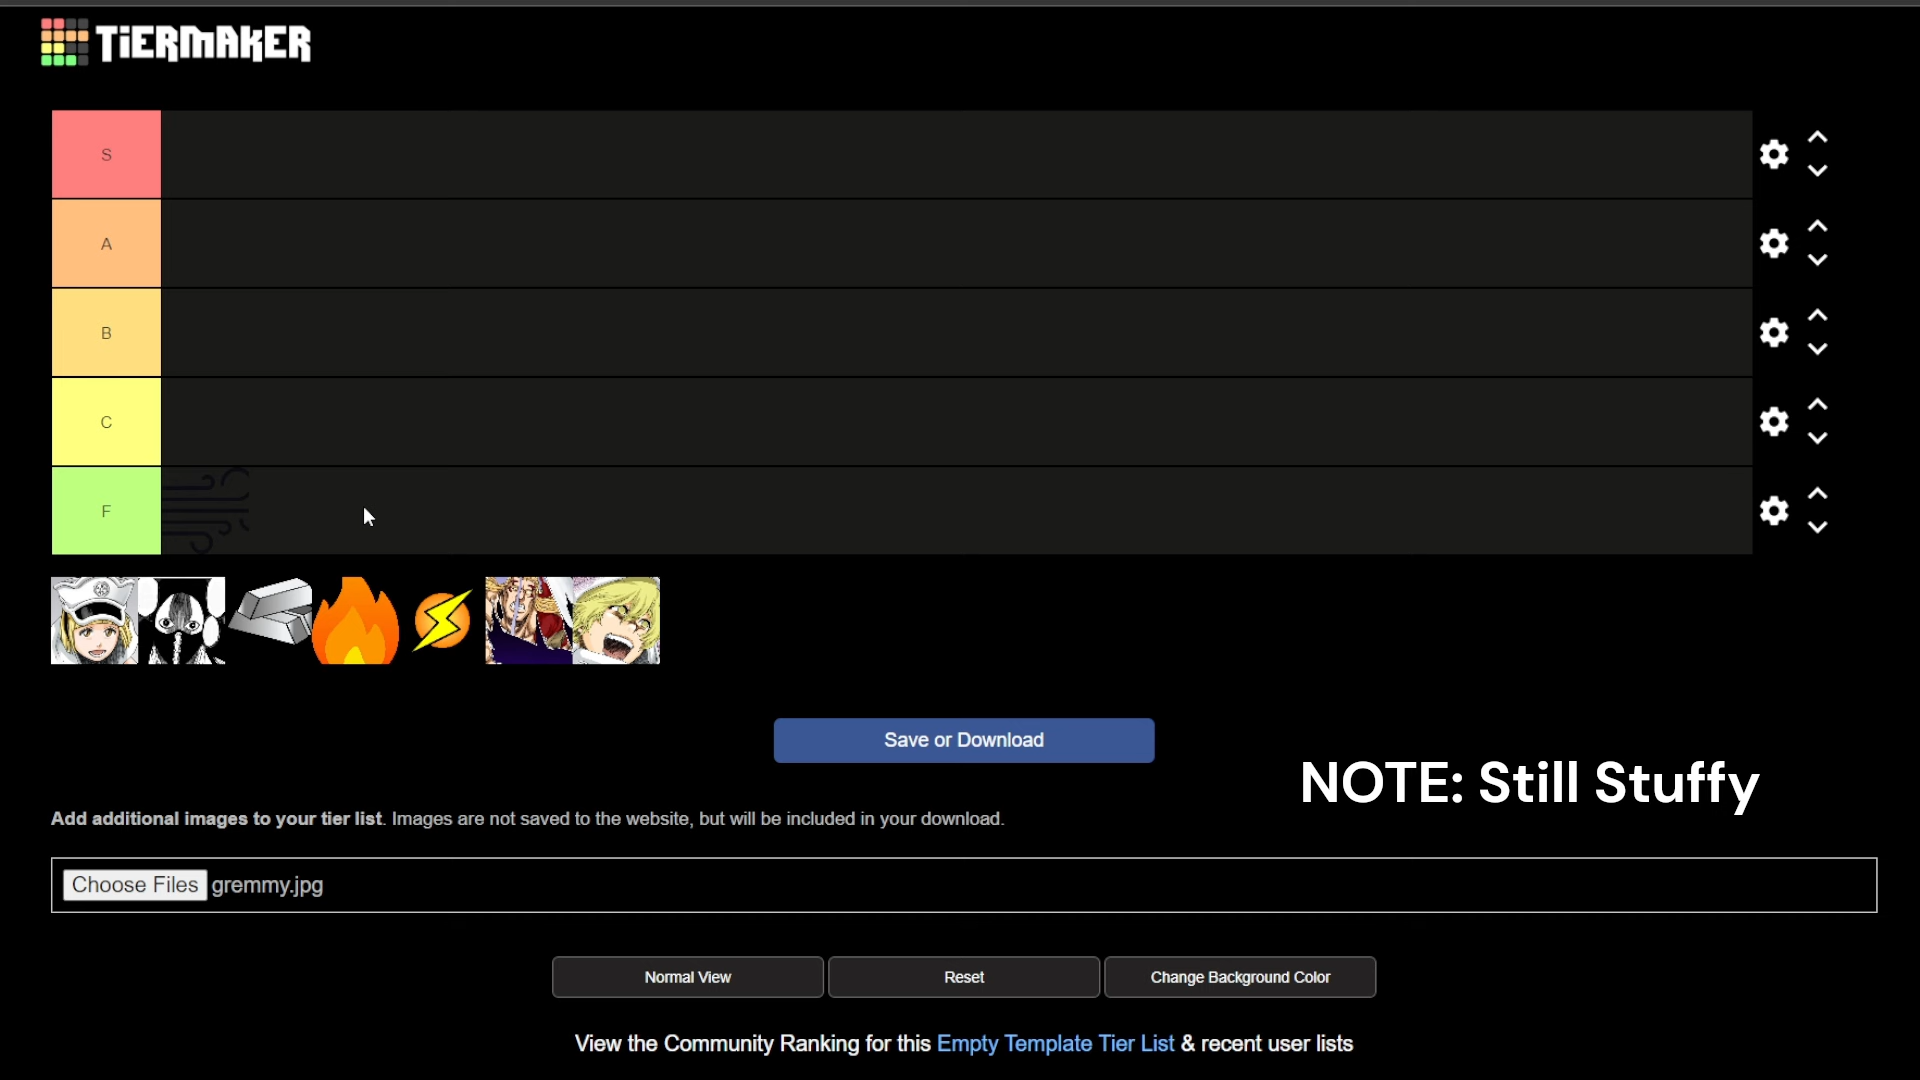 TiERMAKER
S
A
B
C
F
Save or Download
NOTE: Still Stuffy
Add additional images to your tier list. Images are not saved to the website, but will be included in your download.
Choose Files gremmy.jpg
Normal View
Reset
Change Background Color
View the Community Ranking for this Empty Template Tier List & recent user lists